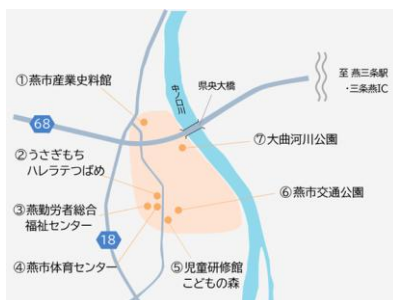 ①燕市産業史料館
県央大橋
中ノ口川
至 燕三条駅
・三条燕IC
68
⑦大曲河川公園
②うさぎもち
ハレラテつばめ
⑥燕市交通公園
③燕勤労者総合
福祉センター
18
④燕市体育センター
⑤児童研修館
こどもの森